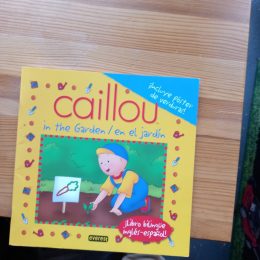 ¡Incluye póster
de verduras!
caillou
in the Garden / en el jardín
¡Libro bilingüe
inglés-español!
everest